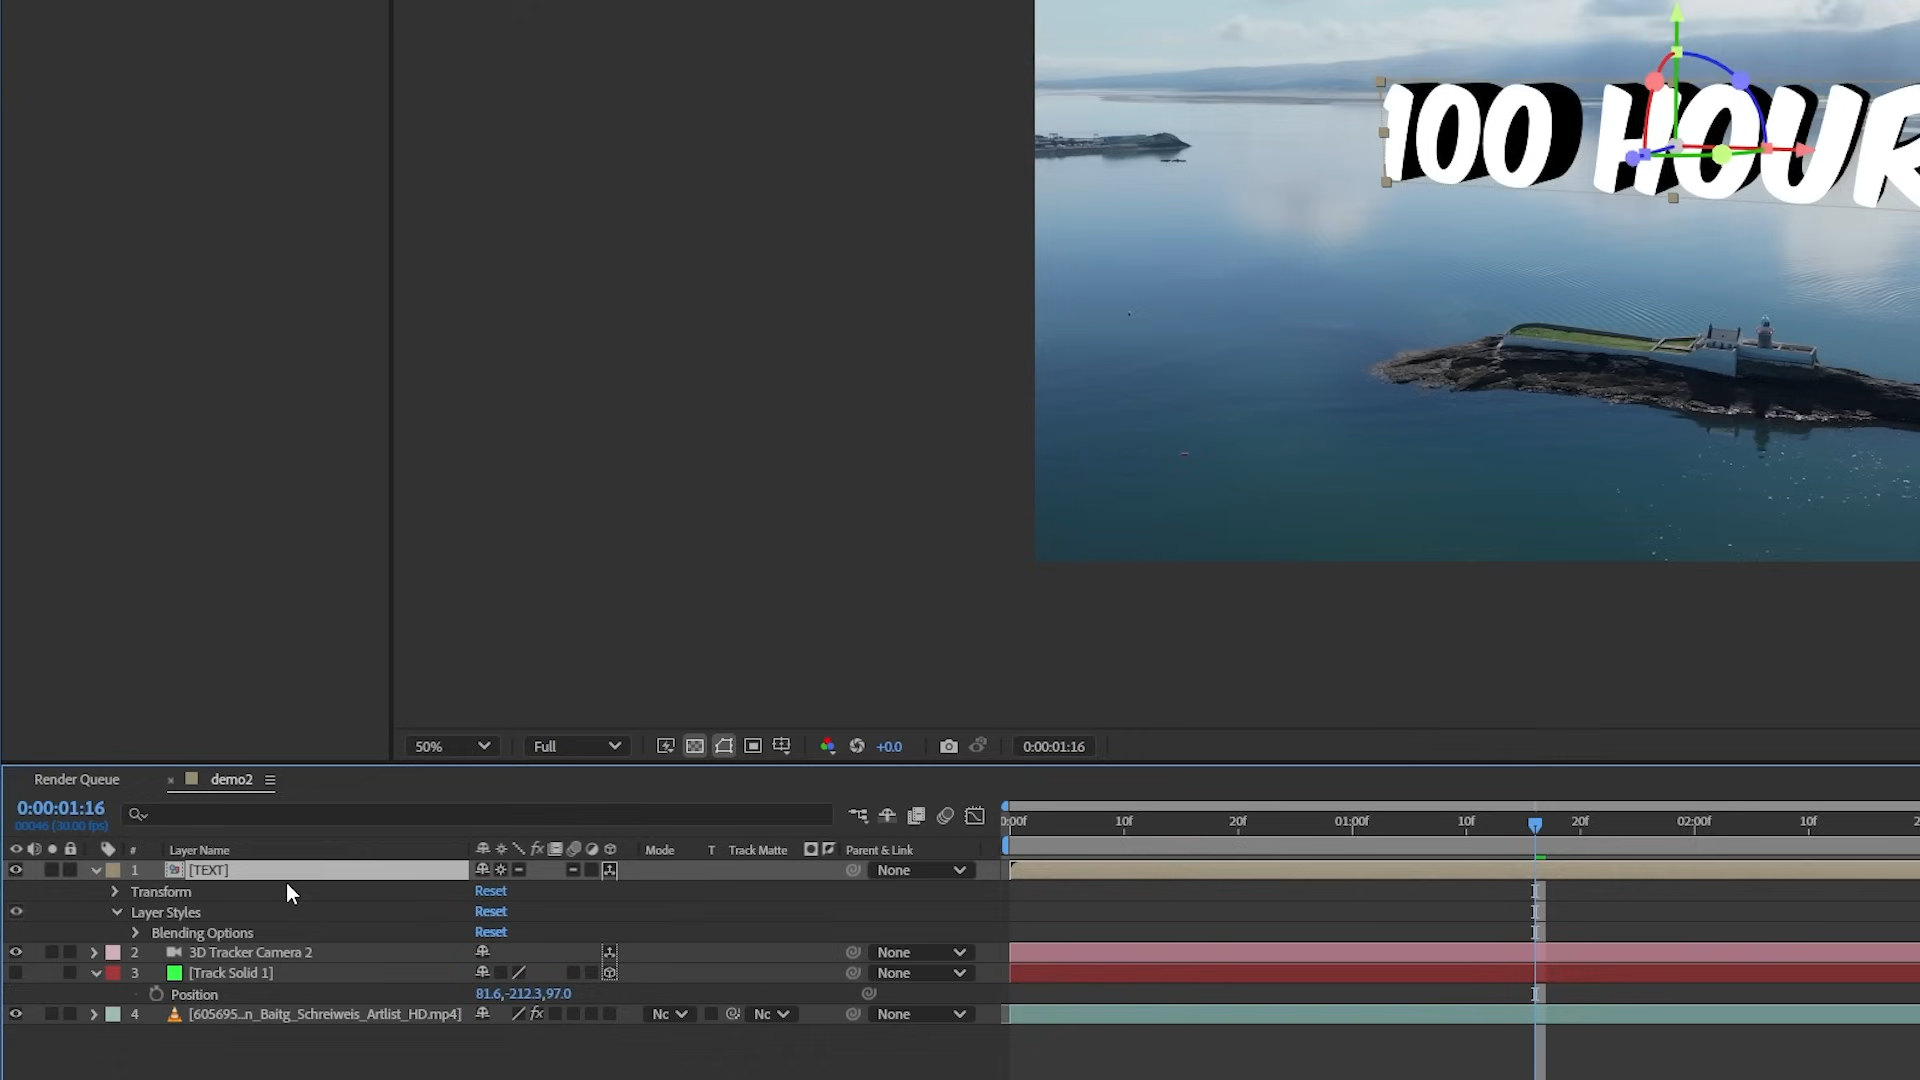 100 HOUR
50%
Full
+0.0
0:00:01:16
Render Queue
× demo2
0:00:01:16
00046 (30.00 fps)
0:00f 10f 20f 01:00f 10f 20f 02:00f 10f 2
# Layer Name fx Mode T Track Matte Parent & Link
1 [TEXT] None
Transform Reset
Layer Styles Reset
Blending Options Reset
2 3D Tracker Camera 2 None
3 [Track Solid 1] None
Position 81.6,-212.3,97.0
4 [605695...n_Baitg_Schreiweis_Artlist_HD.mp4] fx Nc Nc None